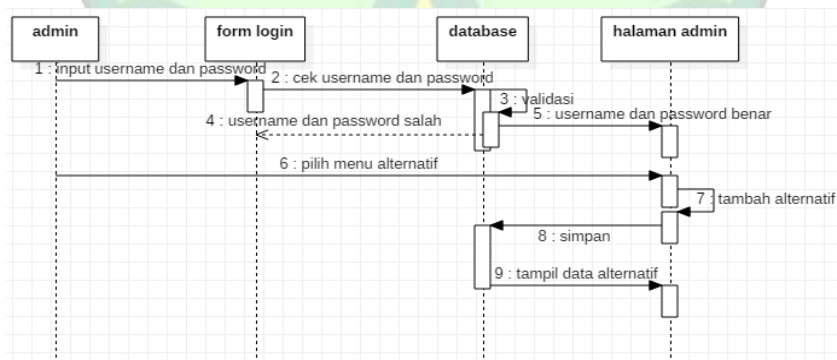 admin
form login
database
halaman admin
1 : input username dan password
2 : cek username dan password
3 : validasi
4 : username dan password salah
5 : username dan password benar
6 : pilih menu alternatif
7 : tambah alternatif
8 : simpan
9 : tampil data alternatif